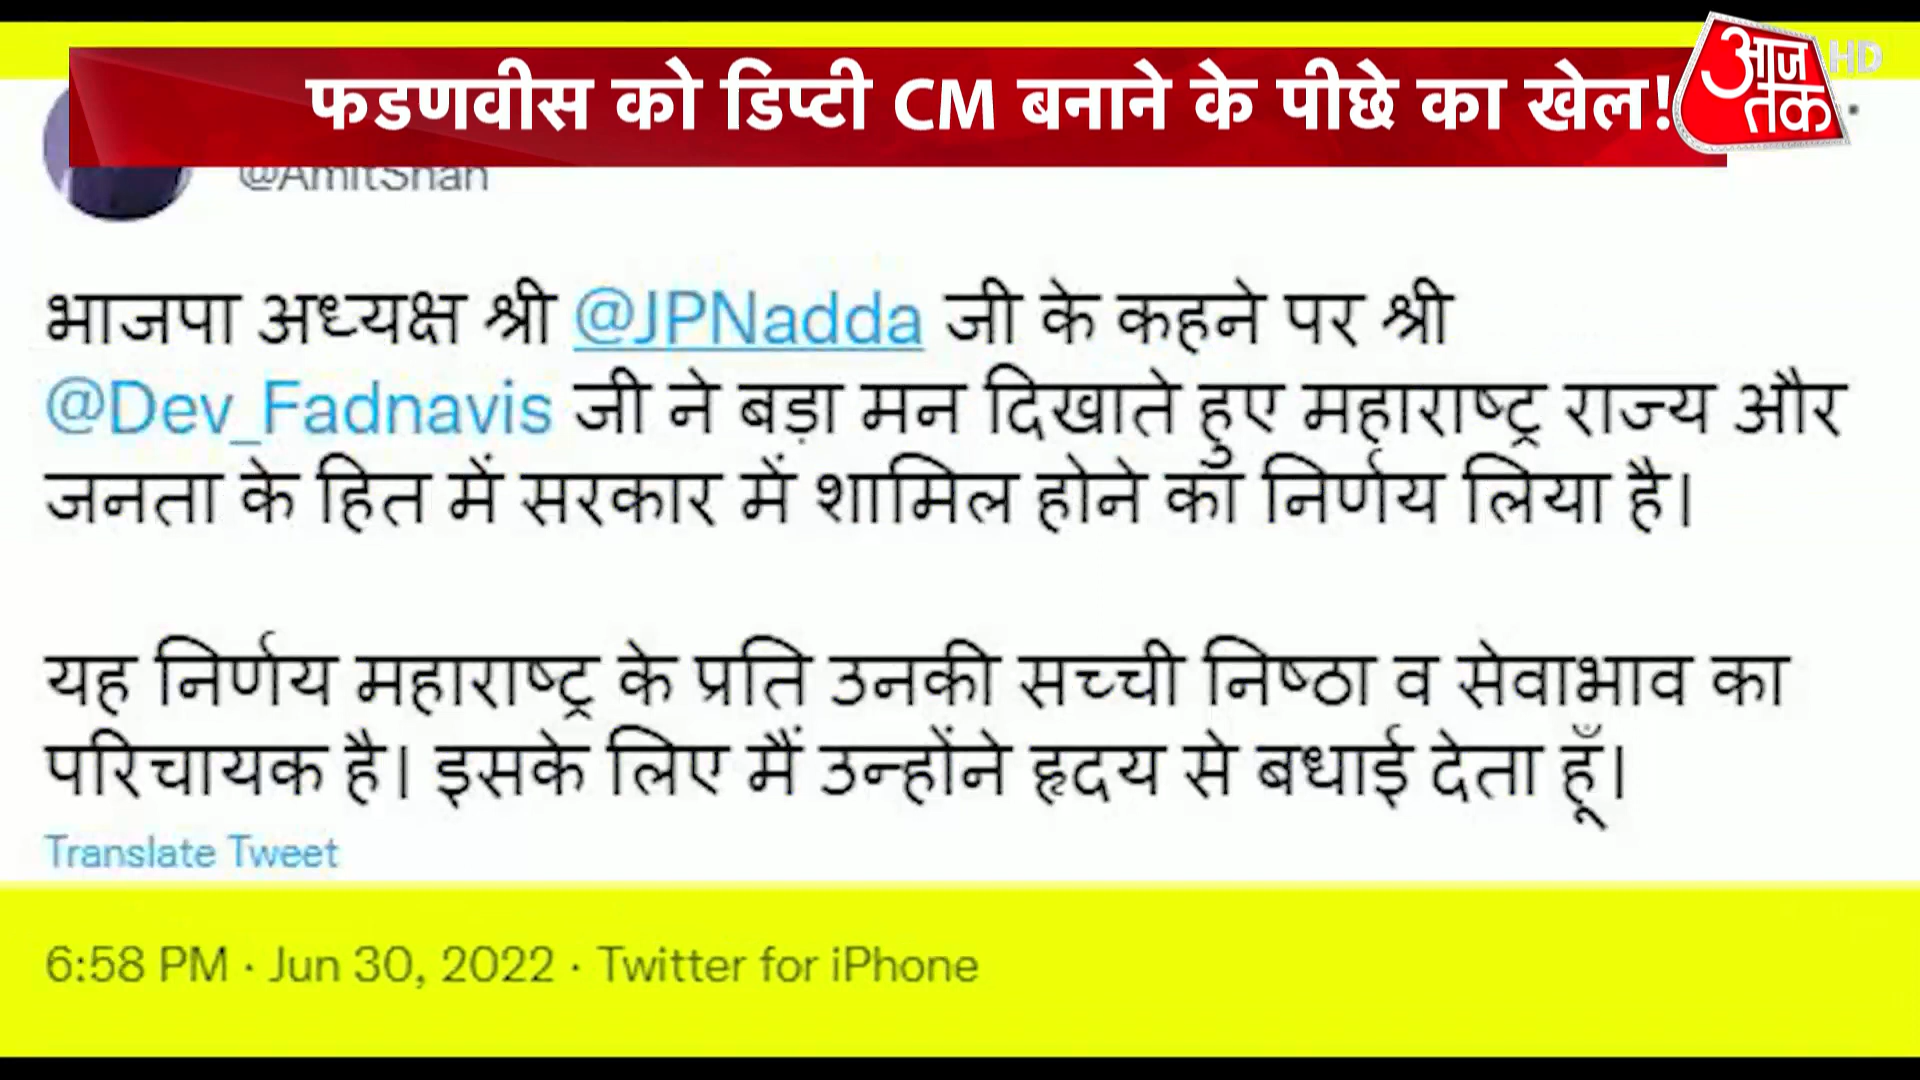 फडणवीस को डिप्टी CM बनाने के पीछे का खेल!
आज तक HD
@AmitShah
भाजपा अध्यक्ष श्री @JPNadda जी के कहने पर श्री
@Dev_Fadnavis जी ने बड़ा मन दिखाते हुए महाराष्ट्र राज्य और
जनता के हित में सरकार में शामिल होने का निर्णय लिया है।
यह निर्णय महाराष्ट्र के प्रति उनकी सच्ची निष्ठा व सेवाभाव का
परिचायक है। इसके लिए मैं उन्होंने हृदय से बधाई देता हूँ।
Translate Tweet
6:58 PM · Jun 30, 2022 · Twitter for iPhone